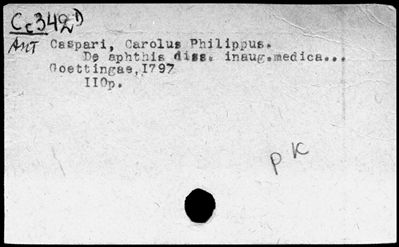 Cc342D
ANT Caspari, Carolus Philippus.
De aphthis diss. inaug.medica...
Goettingae,1797
110p.
PK